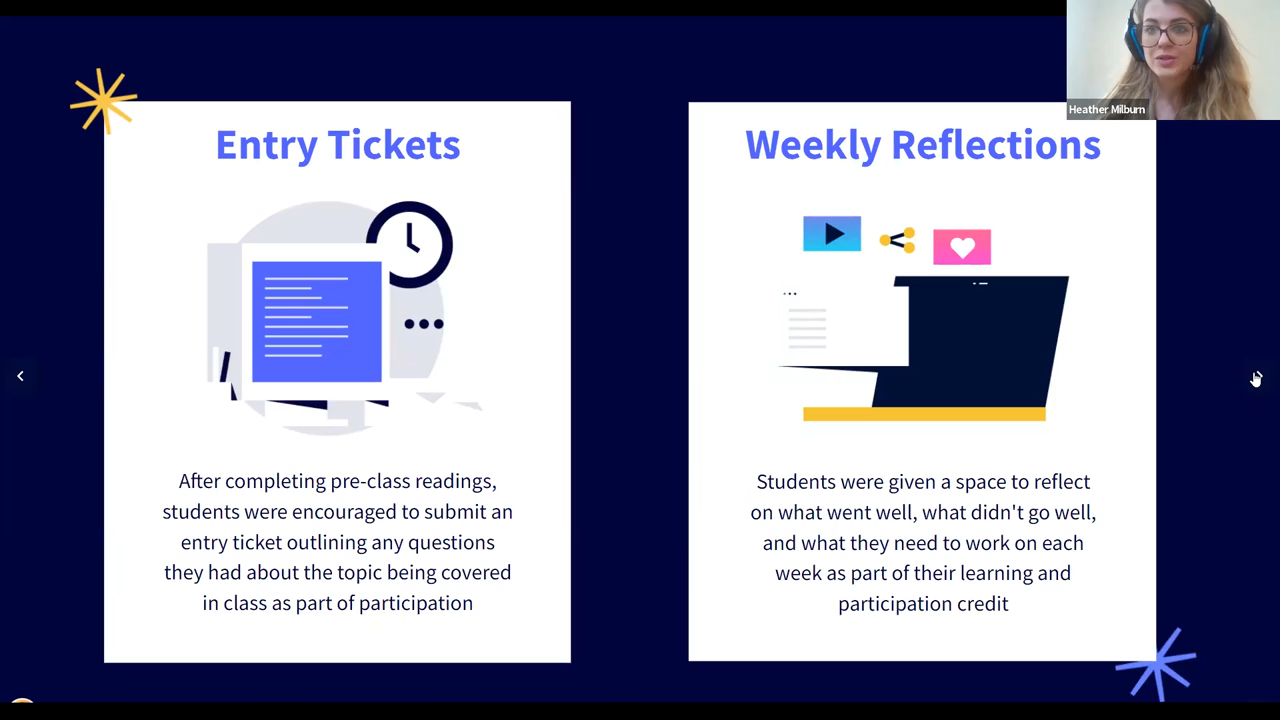 Heather Milburn
Entry Tickets
After completing pre-class readings,
students were encouraged to submit an
entry ticket outlining any questions
they had about the topic being covered
in class as part of participation
Weekly Reflections
Students were given a space to reflect
on what went well, what didn't go well,
and what they need to work on each
week as part of their learning and
participation credit